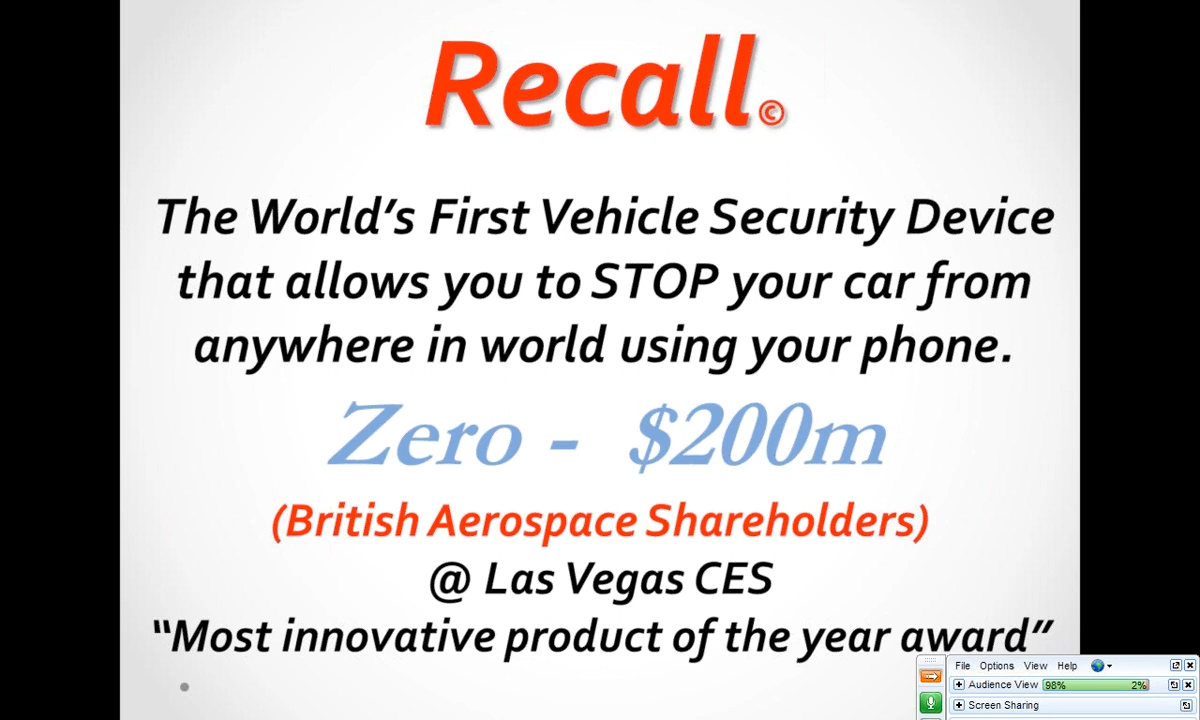 Recall©
The World's First Vehicle Security Device
that allows you to STOP your car from
anywhere in world using your phone.
Zero - $200m
(British Aerospace Shareholders)
@ Las Vegas CES
“Most innovative product of the year award”
File Options View Help
Audience View 98% 2%
Screen Sharing